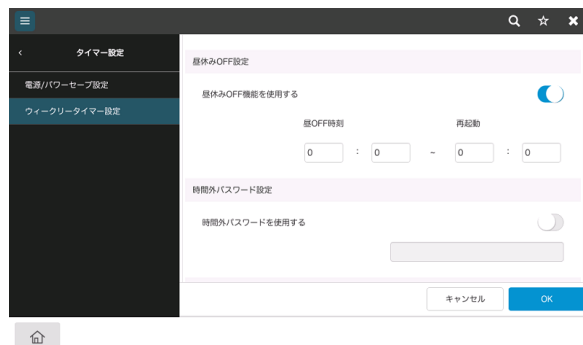 タイマー設定
電源/パワーセーブ設定
ウィークリータイマー設定
昼休みOFF設定
昼休みOFF機能を使用する
昼OFF時刻 再起動
0 : 0 - 0 : 0
時間外パスワード設定
時間外パスワードを使用する
キャンセル OK